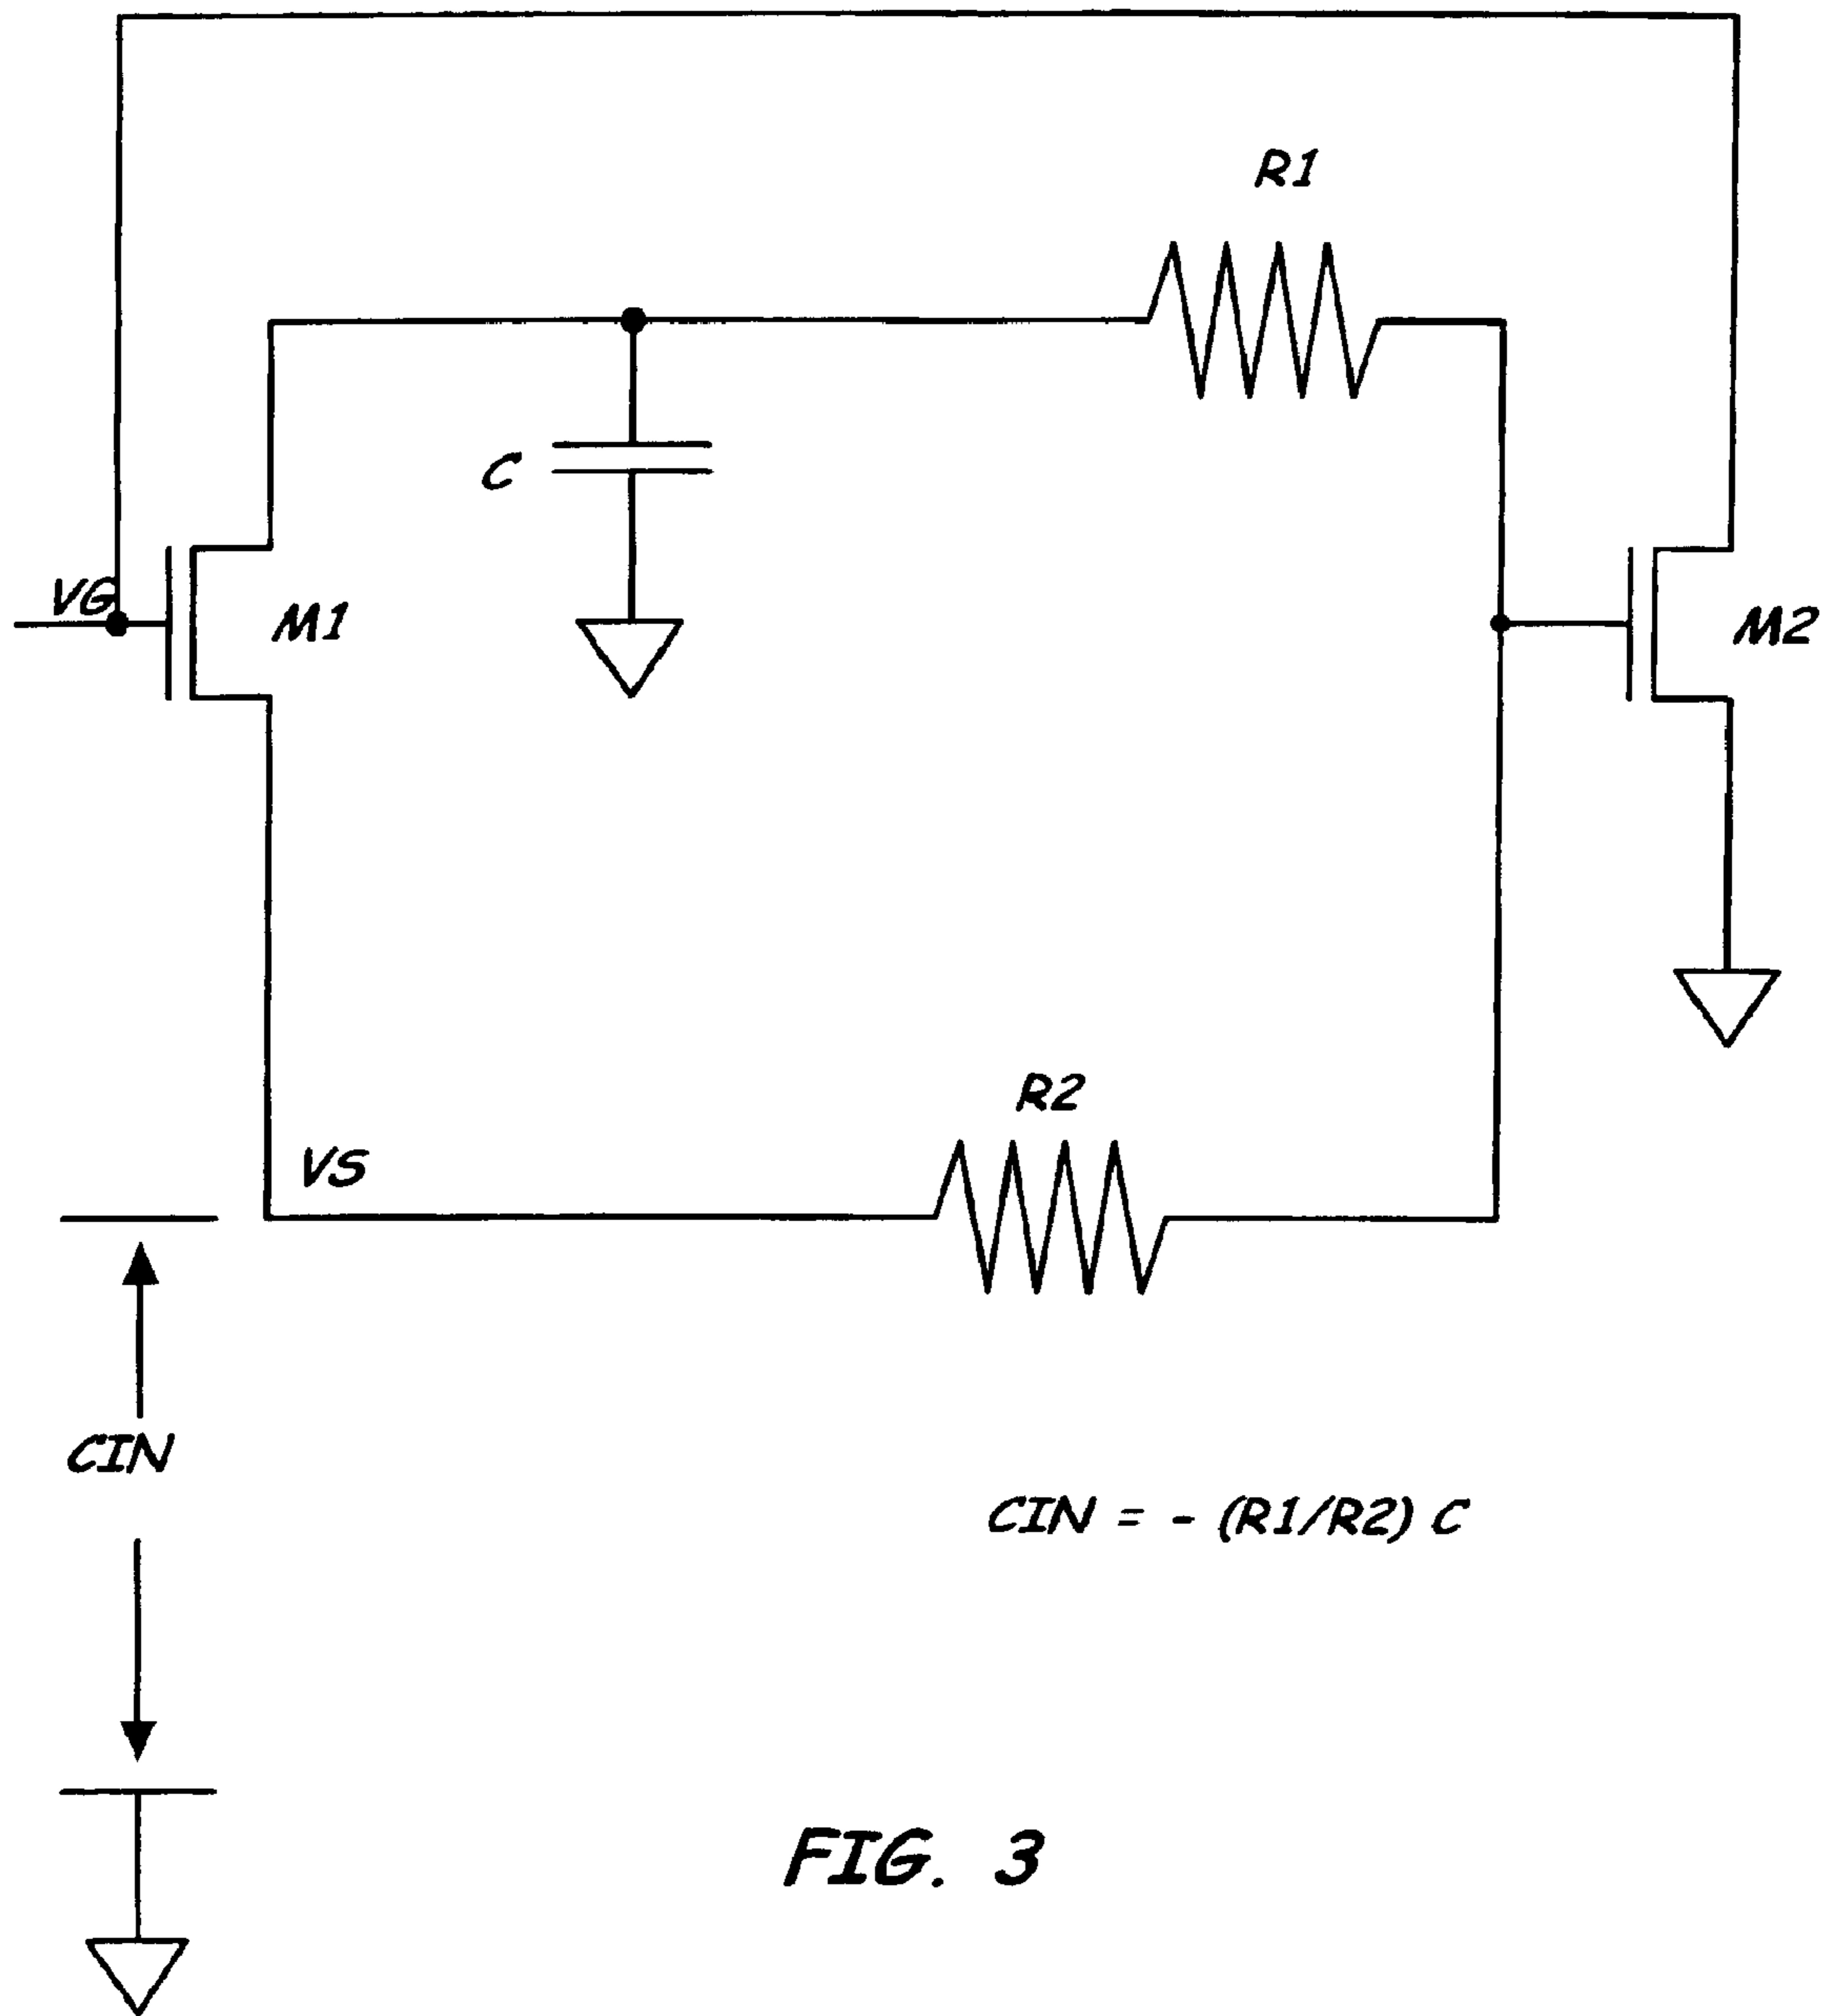 R1
C
VG
M1
M2
R2
VS
CIN
CIN = - (R1/R2) C
FIG. 3